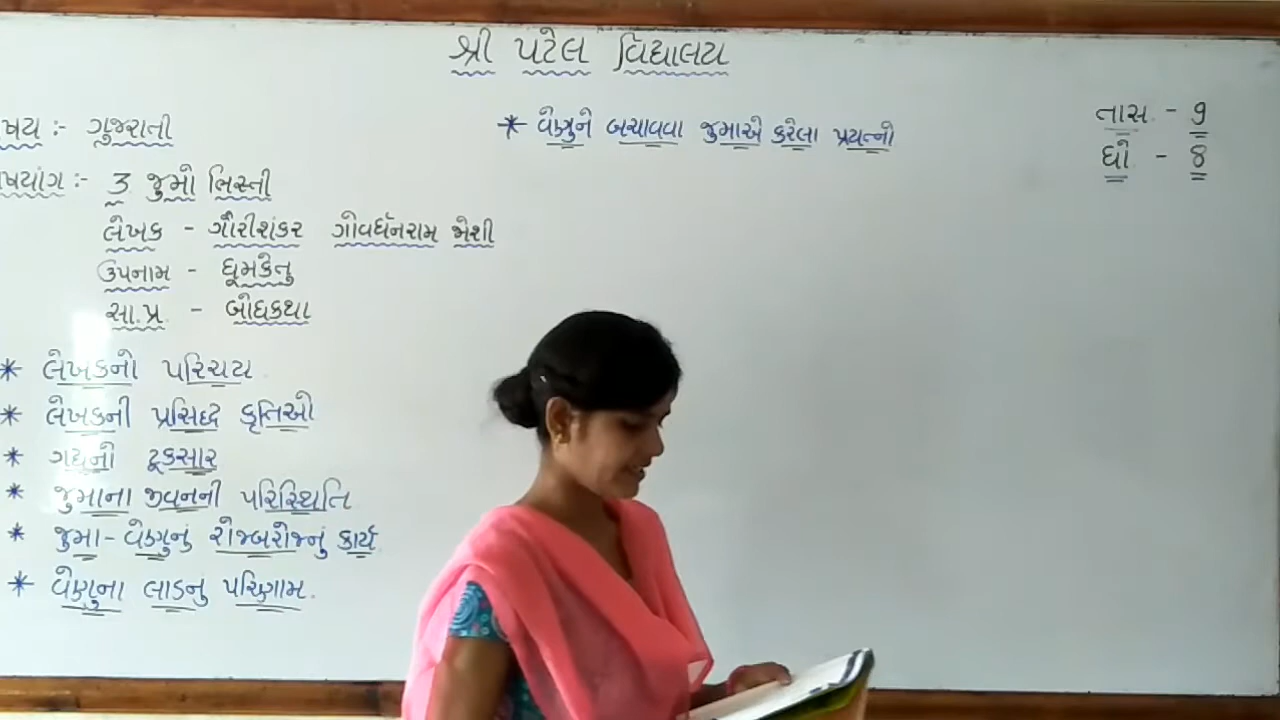 શ્રી પટેલ વિદ્યાલય
ષય :- ગુજરાતી
ષયાંગ :- ૩ જુમો ભિસ્તી
લેખક - ગૌરીશંકર ગોવર્ધનરામ જોશી
ઉપનામ - ધૂમકેતુ
સા.પ્ર - બોધકથા
* લેખકનો પરિચય
* લેખકની પ્રસિદ્ધ કૃતિઓ
* ગદ્યનો ટૂકસાર
* જુમાના જીવનની પરિસ્થિતિ
* જુમા - વેણુનું રોજબરોજનું કાર્ય
* વેણુના લાડનુ પરિણામ.
* વેણુને બચાવવા જુમાએ કરેલા પ્રયત્નો
તાસ - ૧
ધો - ૪